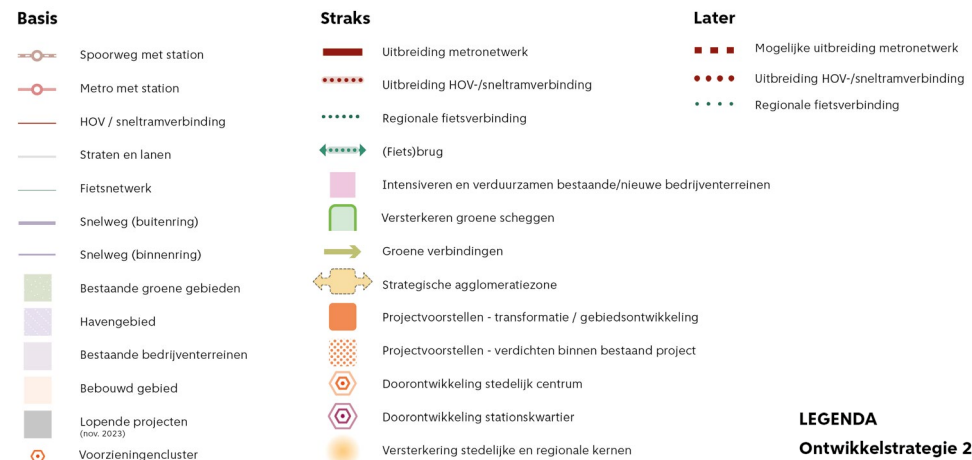 Basis
Spoorweg met station
Metro met station
HOV / sneltramverbinding
Straten en lanen
Fietsnetwerk
Snelweg (buitenring)
Snelweg (binnenring)
Bestaande groene gebieden
Havengebied
Bestaande bedrijventerreinen
Bebouwd gebied
Lopende projecten
(nov. 2023)
Voorzieningencluster
Straks
Uitbreiding metronetwerk
Uitbreiding HOV-/sneltramverbinding
Regionale fietsverbinding
(Fiets)brug
Intensiveren en verduurzamen bestaande/nieuwe bedrijventerreinen
Versterkeren groene scheggen
Groene verbindingen
Strategische agglomeratiezone
Projectvoorstellen - transformatie / gebiedsontwikkeling
Projectvoorstellen - verdichten binnen bestaand project
Doorontwikkeling stedelijk centrum
Doorontwikkeling stationskwartier
Versterkering stedelijke en regionale kernen
Later
Mogelijke uitbreiding metronetwerk
Uitbreiding HOV-/sneltramverbinding
Regionale fietsverbinding
LEGENDA
Ontwikkelstrategie 2